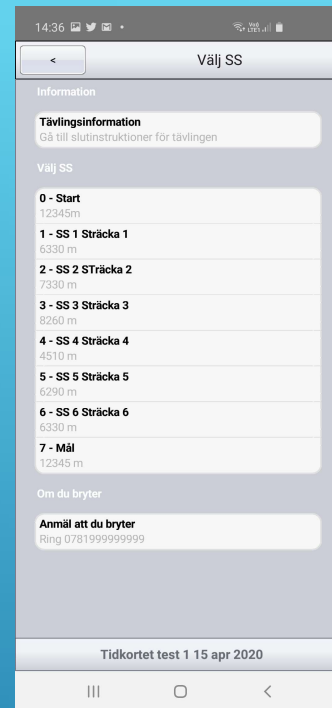 14:36
<
Välj SS
Information
Tävlingsinformation
Gå till slutinstruktioner för tävlingen
Välj SS
0 - Start
12345m
1 - SS 1 Sträcka 1
6330 m
2 - SS 2 STräcka 2
7330 m
3 - SS 3 Sträcka 3
8260 m
4 - SS 4 Sträcka 4
4510 m
5 - SS 5 Sträcka 5
6290 m
6 - SS 6 Sträcka 6
6330 m
7 - Mål
12345 m
Om du bryter
Anmäl att du bryter
Ring 0781999999999
Tidkortet test 1 15 apr 2020